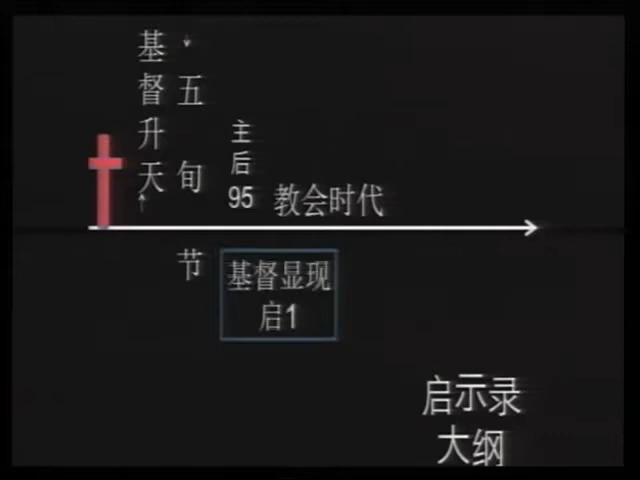 基督升天
五旬节
主后95
教会时代
基督显现
启1
启示录
大纲